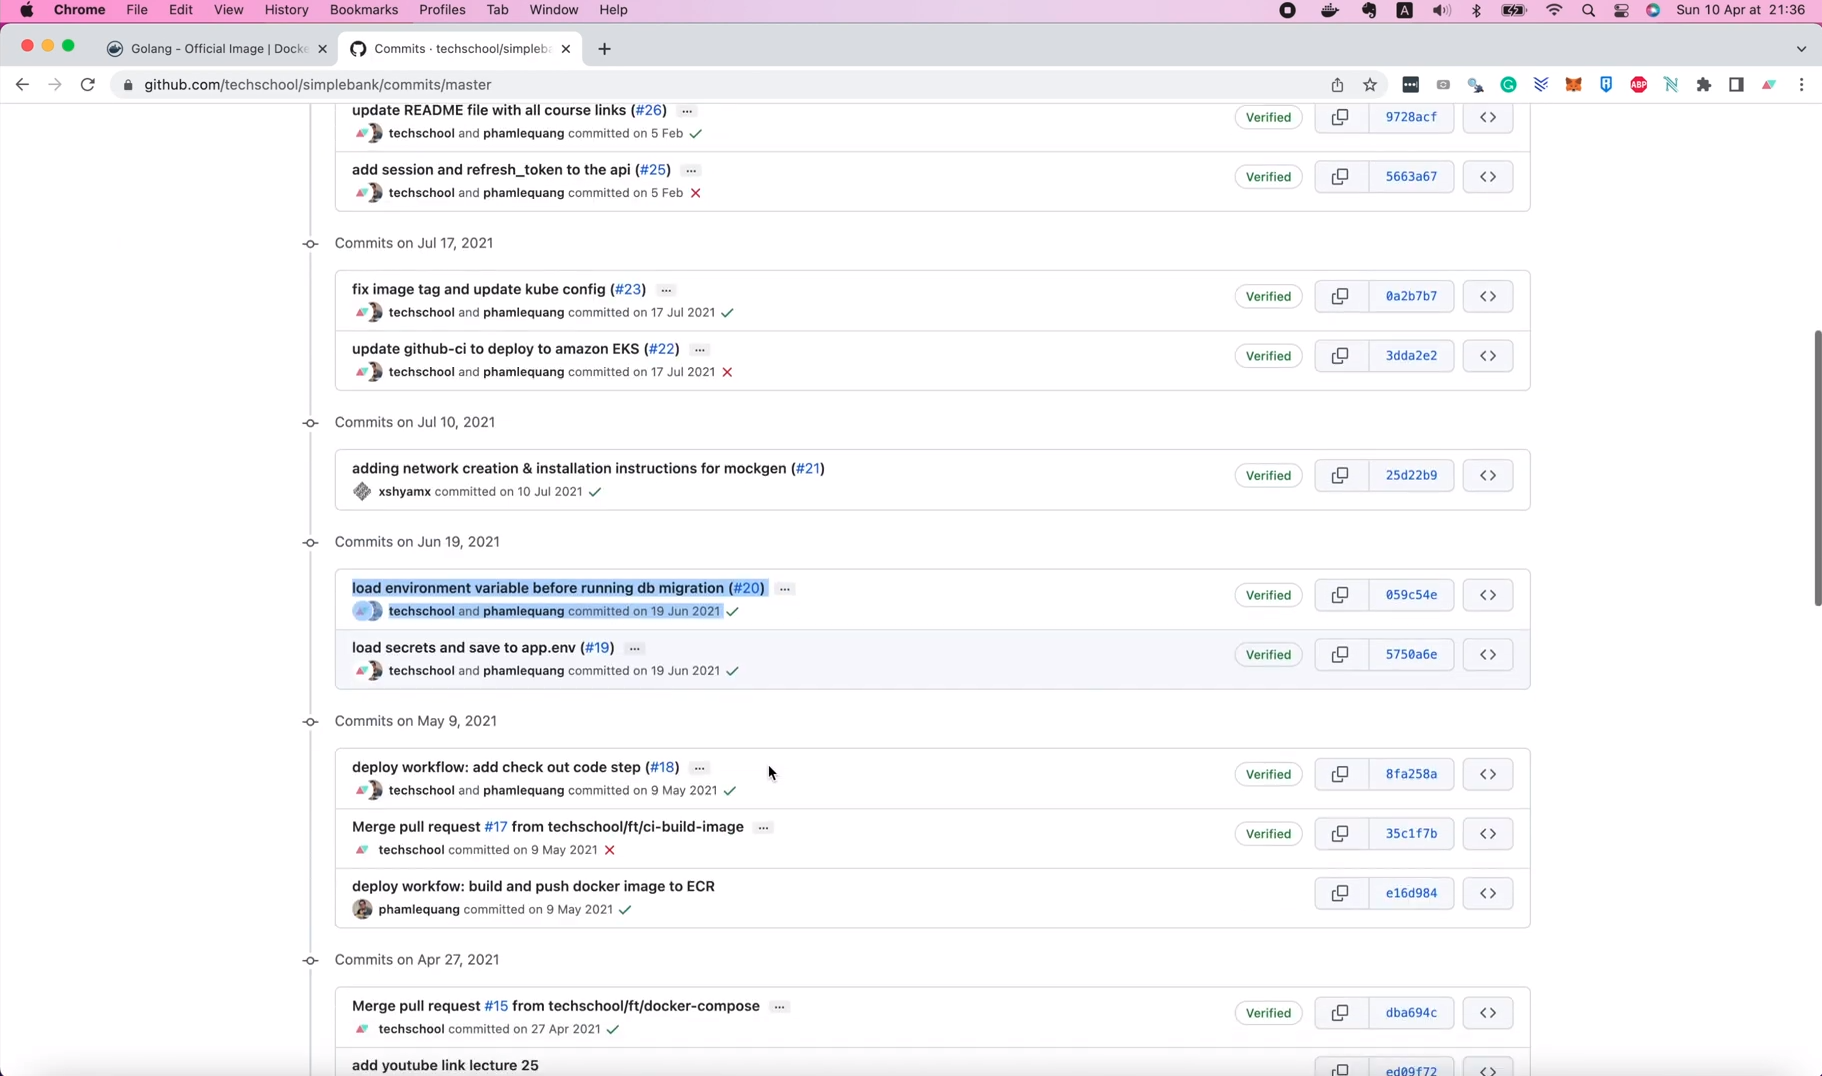 Chrome File Edit View History Bookmarks Profiles Tab Window Help A Sun 10 Apr at 21:36
Golang - Official Image | Docke Commits · techschool/simpleba
github.com/techschool/simplebank/commits/master ABP
update README file with all course links (#26) ... Verified 9728acf
techschool and phamlequang committed on 5 Feb
add session and refresh_token to the api (#25) ... Verified 5663a67
techschool and phamlequang committed on 5 Feb
Commits on Jul 17, 2021
fix image tag and update kube config (#23) ... Verified 0a2b7b7
techschool and phamlequang committed on 17 Jul 2021
update github-ci to deploy to amazon EKS (#22) ... Verified 3dda2e2
techschool and phamlequang committed on 17 Jul 2021
Commits on Jul 10, 2021
adding network creation & installation instructions for mockgen (#21) Verified 25d22b9
xshyamx committed on 10 Jul 2021
Commits on Jun 19, 2021
load environment variable before running db migration (#20) ... Verified 059c54e
techschool and phamlequang committed on 19 Jun 2021
load secrets and save to app.env (#19) ... Verified 5750a6e
techschool and phamlequang committed on 19 Jun 2021
Commits on May 9, 2021
deploy workflow: add check out code step (#18) ... Verified 8fa258a
techschool and phamlequang committed on 9 May 2021
Merge pull request #17 from techschool/ft/ci-build-image ... Verified 35c1f7b
techschool committed on 9 May 2021
deploy workfow: build and push docker image to ECR e16d984
phamlequang committed on 9 May 2021
Commits on Apr 27, 2021
Merge pull request #15 from techschool/ft/docker-compose ... Verified dba694c
techschool committed on 27 Apr 2021
add youtube link lecture 25 ed09f72